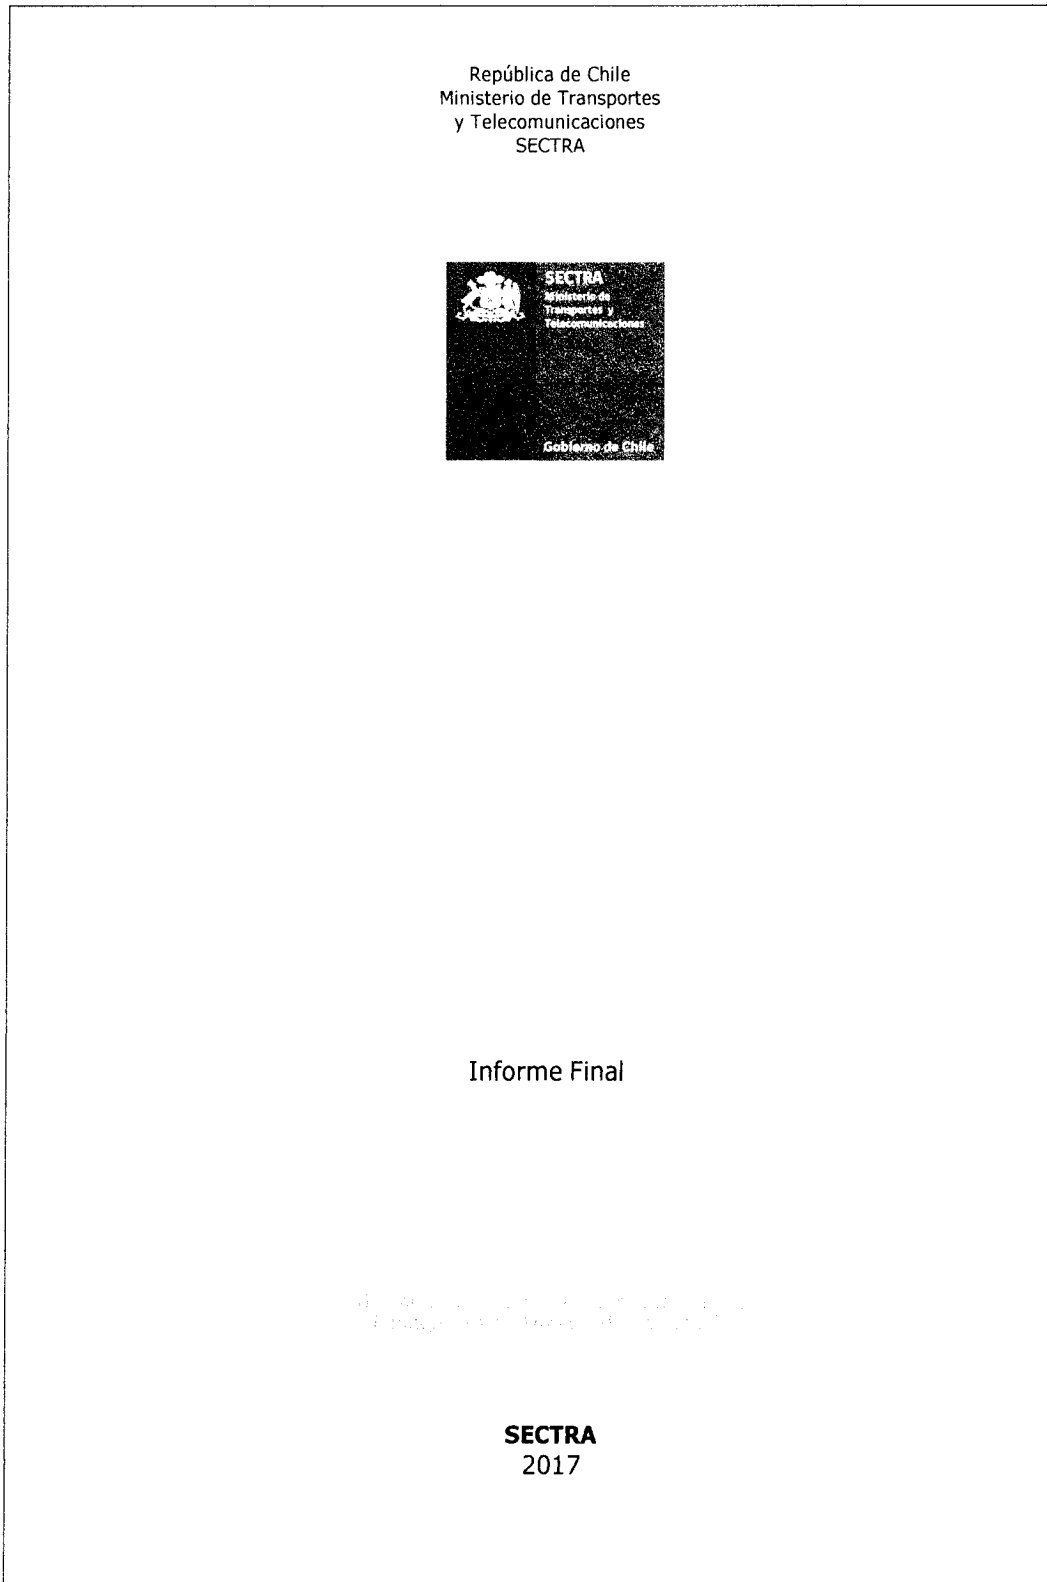 República de Chile
Ministerio de Transportes
y Telecomunicaciones
SECTRA
SECTRA
Ministerio de
Transportes y
Telecomunicaciones
Gobierno de Chile
Informe Final
SECTRA
2017